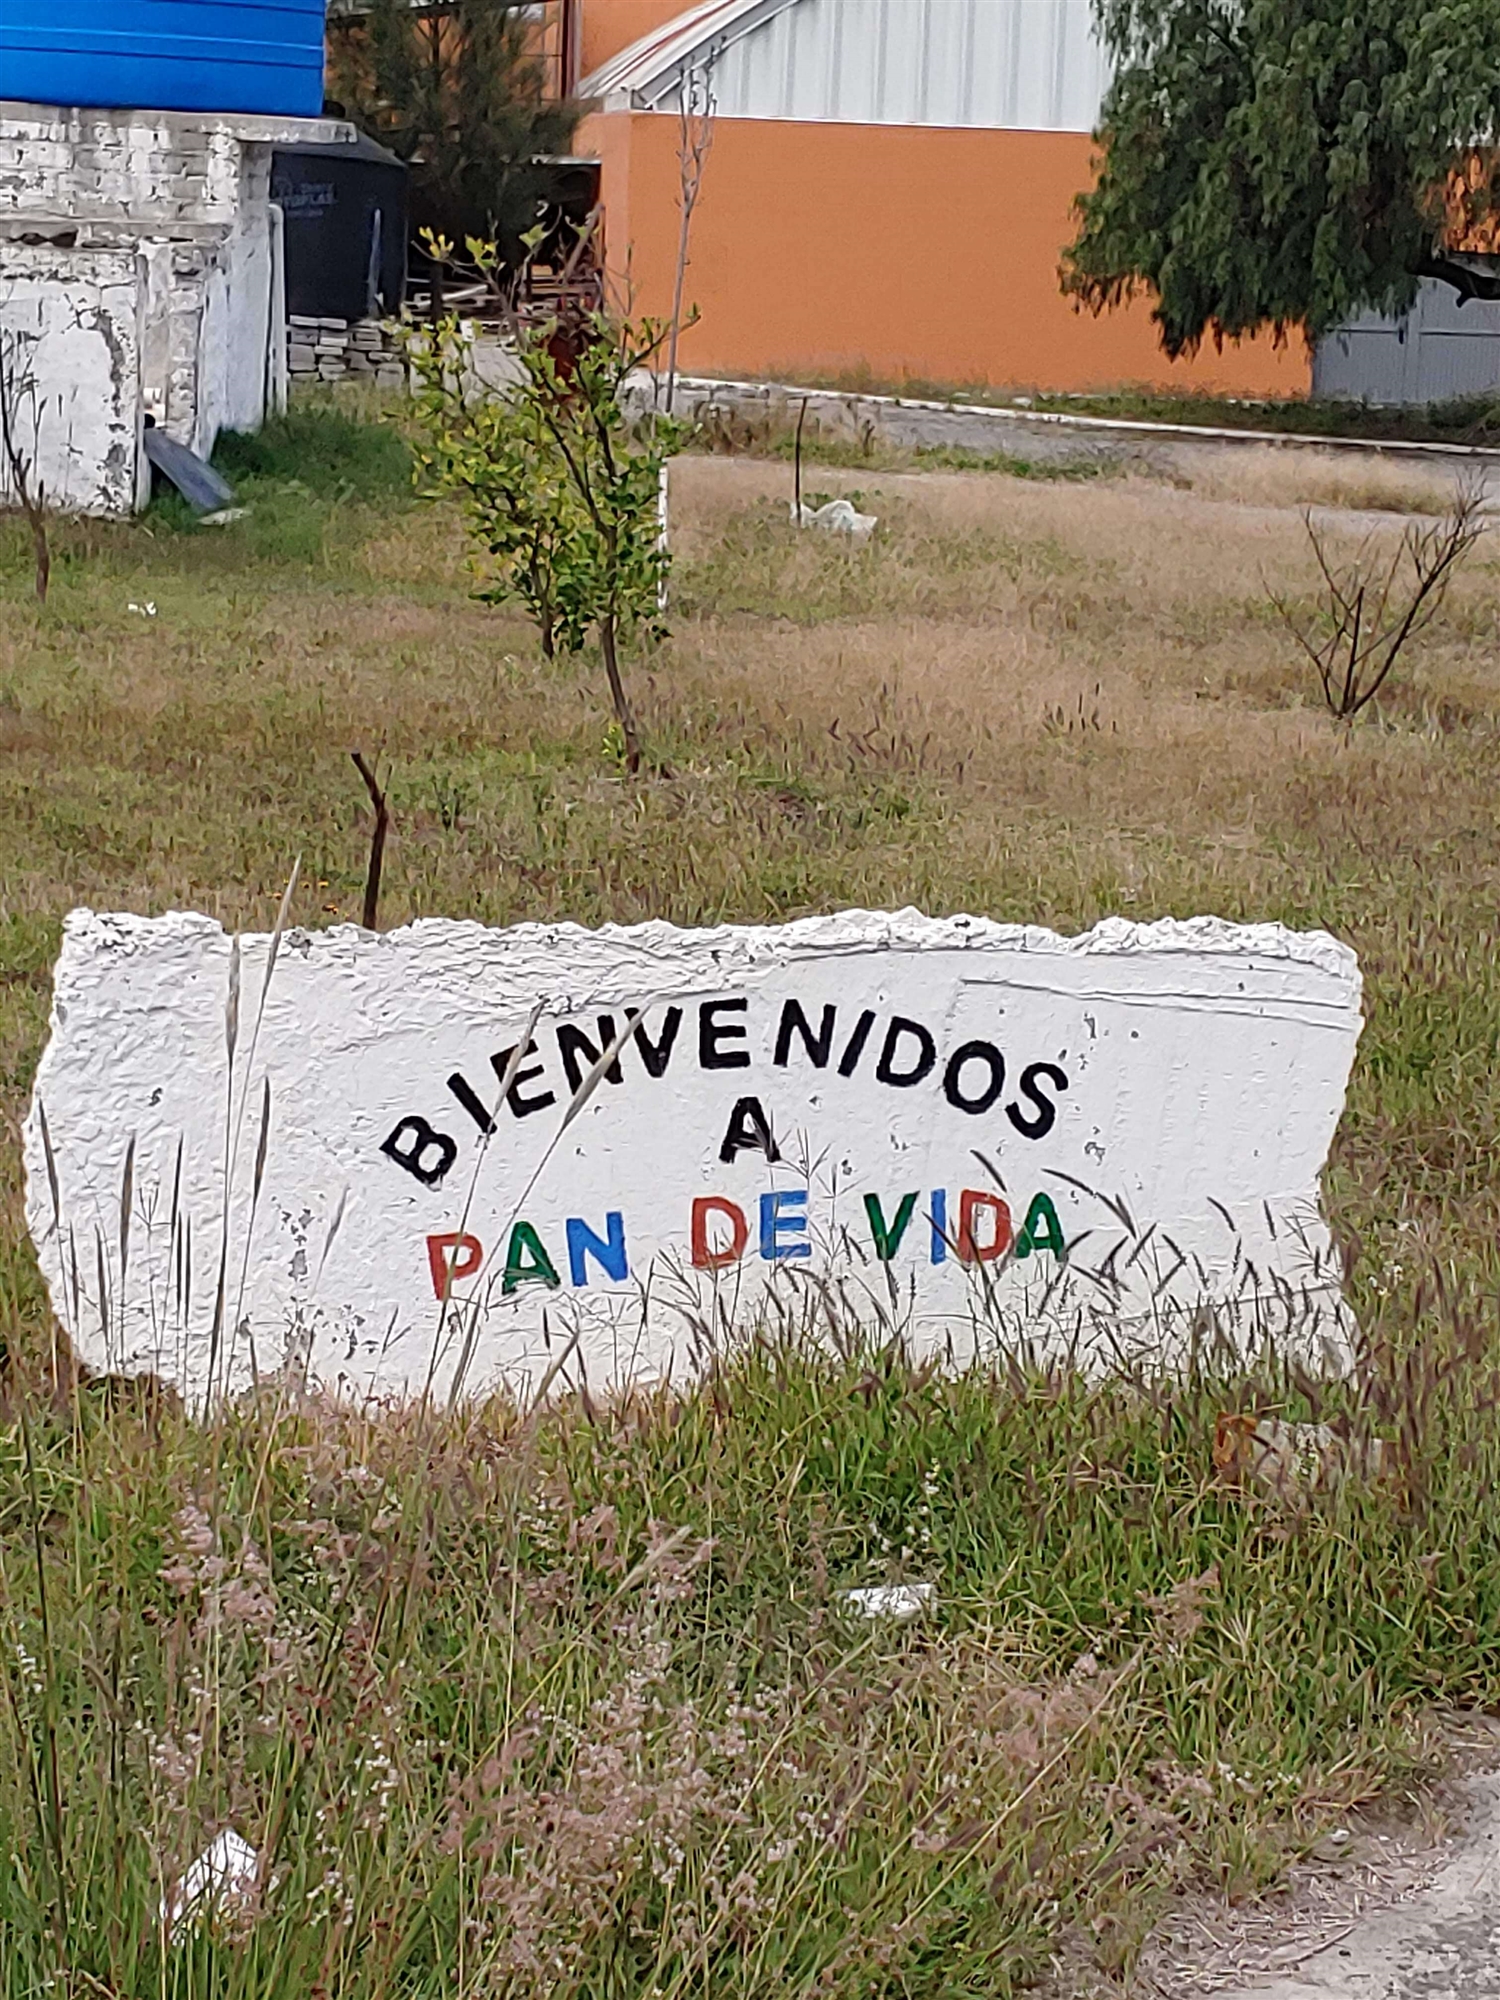 BIENVENIDOS
A
PAN DE VIDA